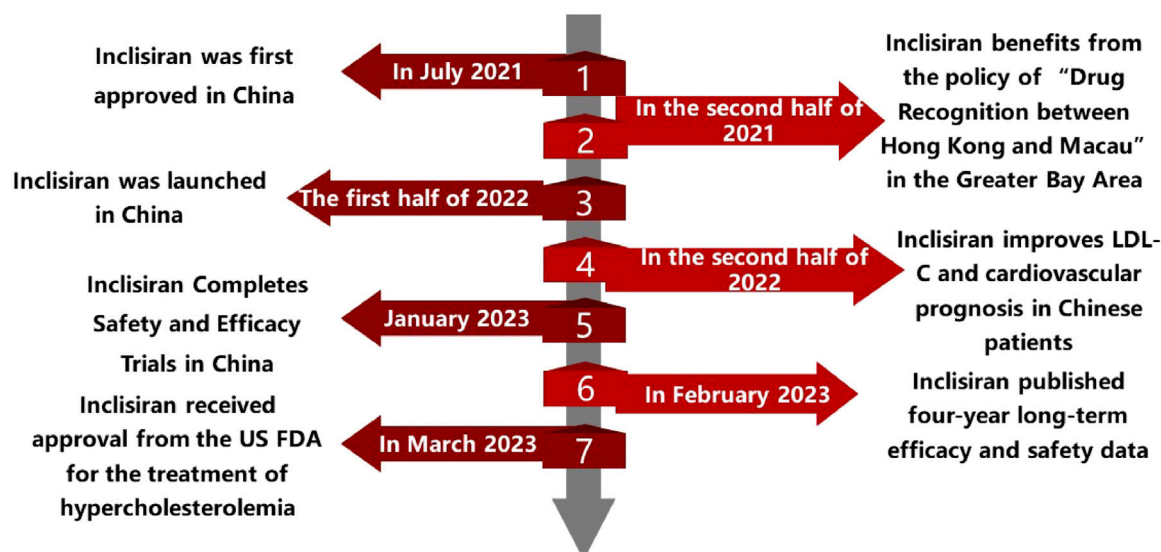 Inclisiran was first
approved in China
In July 2021
1
In the second half of
2021
2
Inclisiran benefits from
the policy of “Drug
Recognition between
Hong Kong and Macau”
in the Greater Bay Area
Inclisiran was launched
in China
The first half of 2022
3
4
In the second half of
2022
Inclisiran improves LDL-
C and cardiovascular
prognosis in Chinese
patients
Inclisiran Completes
Safety and Efficacy
Trials in China
January 2023
5
6
In February 2023
Inclisiran published
four-year long-term
efficacy and safety data
Inclisiran received
approval from the US FDA
for the treatment of
hypercholesterolemia
In March 2023
7